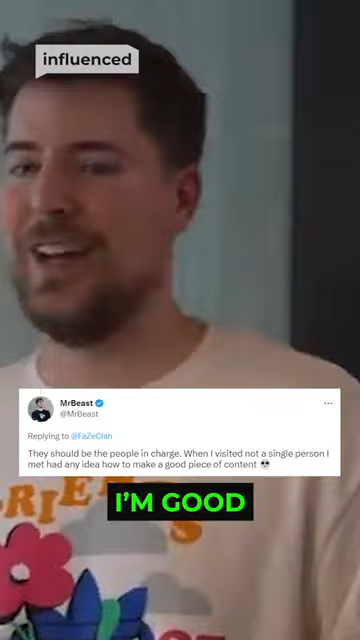 influenced
MrBeast
@MrBeast
Replying to @FaZeClan
They should be the people in charge. When I visited not a single person I
met had any idea how to make a good piece of content 💀
I'M GOOD